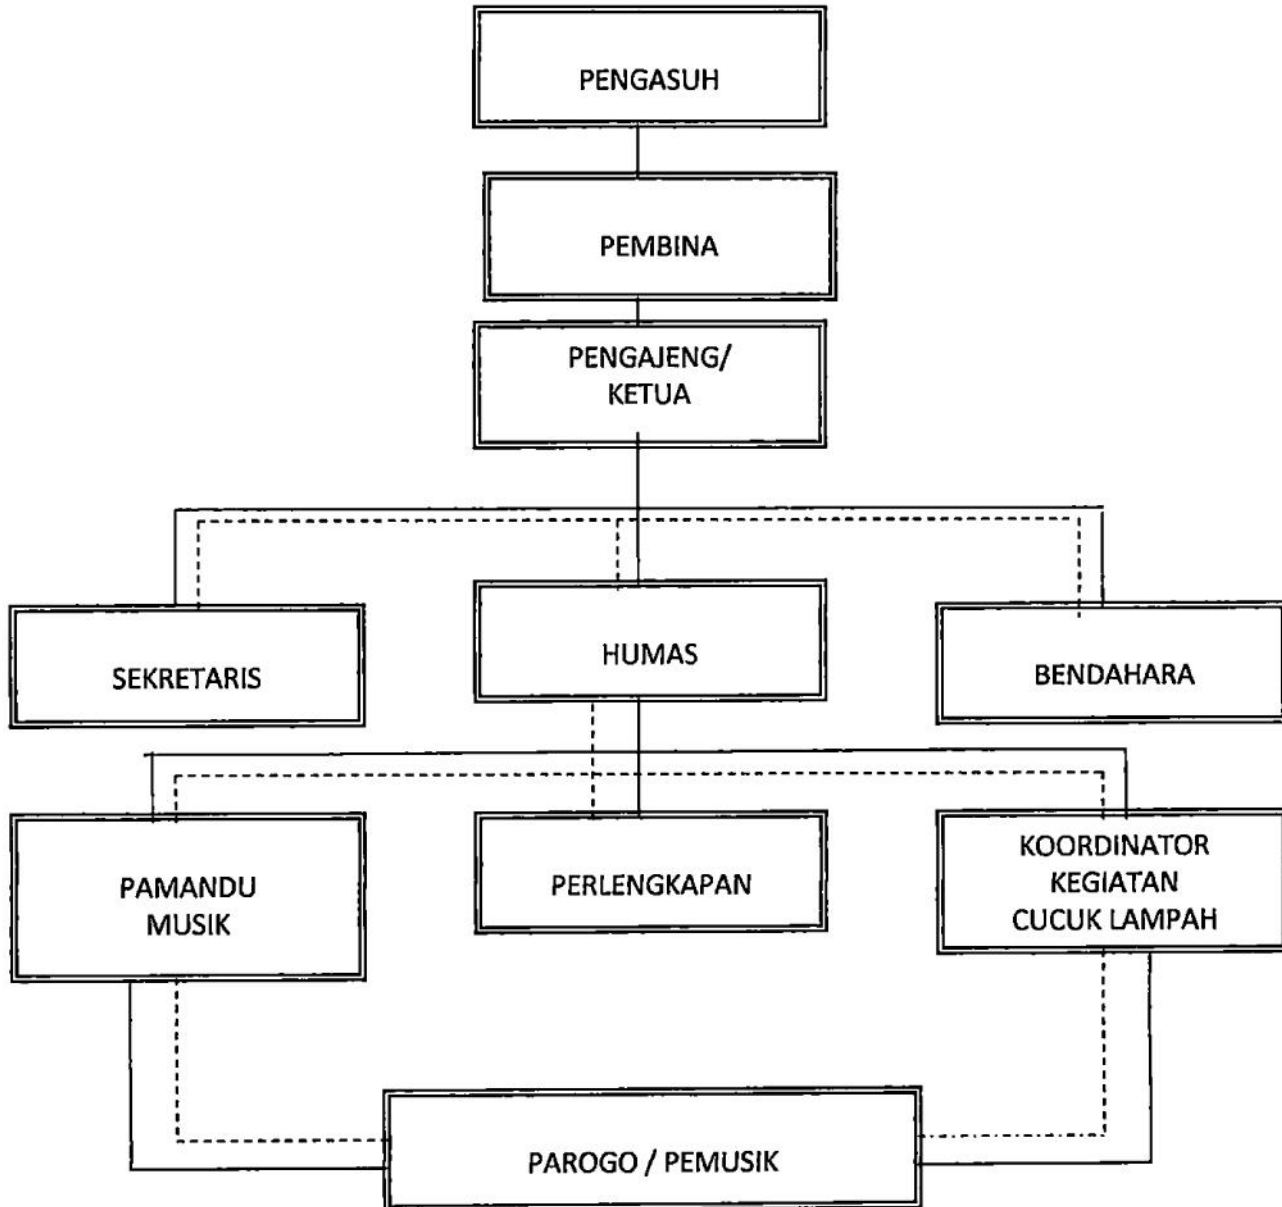 PENGASUH
PEMBINA
PENGAJENG/
KETUA
SEKRETARIS
HUMAS
BENDAHARA
PAMANDU
MUSIK
PERLENGKAPAN
KOORDINATOR
KEGIATAN
CUCUK LAMPAH
PAROGO / PEMUSIK